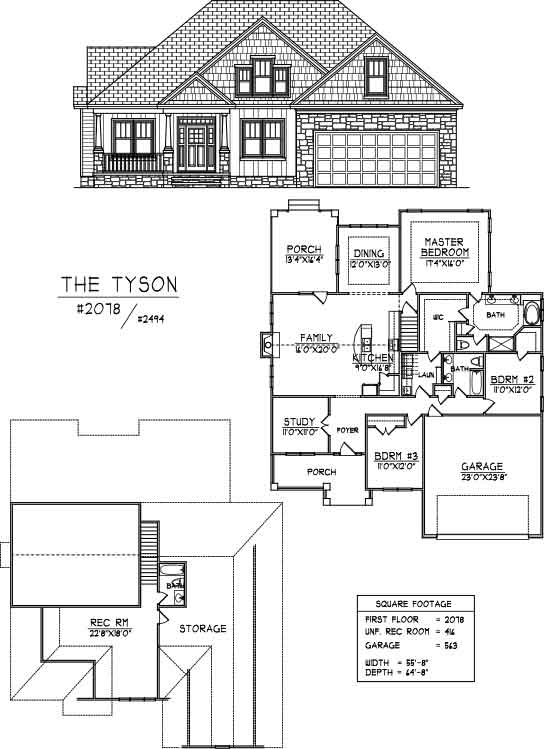 THE TYSON
#2078
/#2494
PORCH
13'4"X16'4"
DINING
12'0"X13'0"
MASTER
BEDROOM
17'4"X16'0"
WIC
BATH
FAMILY
16'0"X20'0"
KITCHEN
9'0"X16'8"
LAUN
BATH
BDRM #2
11'0"X12'0"
STUDY
11'0"X11'0"
FOYER
BDRM #3
11'0"X12'0"
PORCH
GARAGE
23'0"X23'8"
BATH
REC RM
22'8"X18'0"
STORAGE
SQUARE FOOTAGE
FIRST FLOOR = 2078
UNF. REC ROOM = 416
GARAGE = 563
WIDTH = 55'-8"
DEPTH = 64'-8"